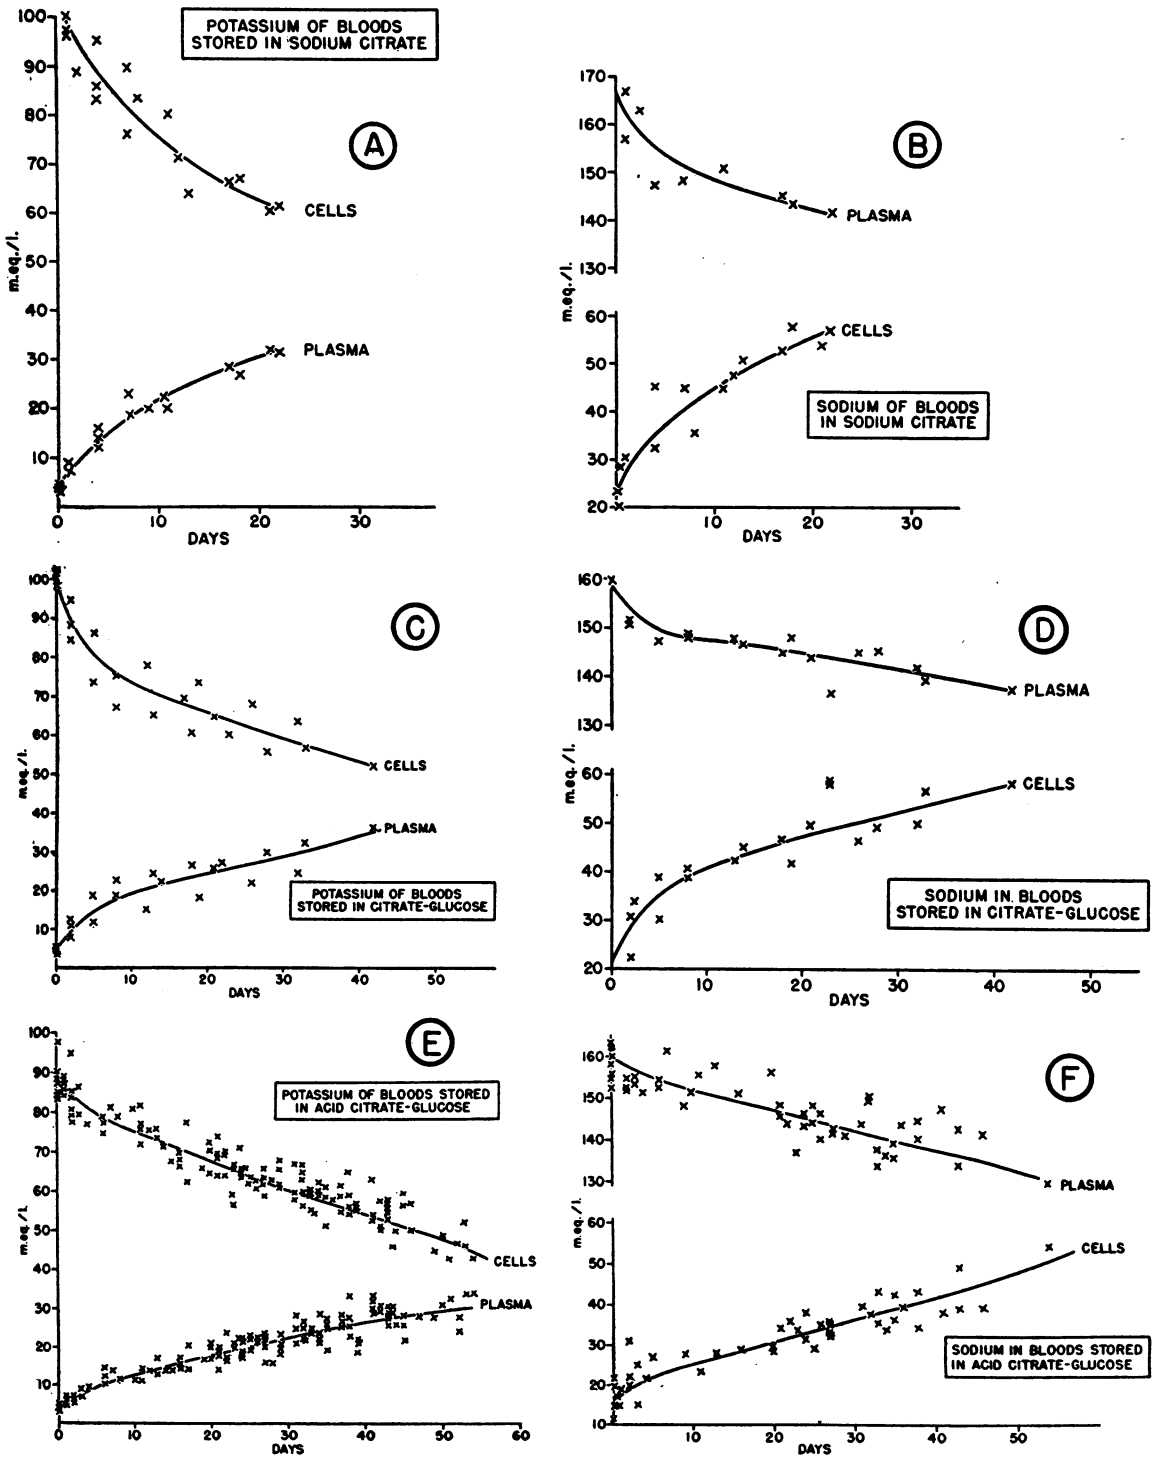 POTASSIUM OF BLOODS
STORED IN SODIUM CITRATE
A
100
90
80
70
60
50
40
30
20
10
m.eq./l.
CELLS
PLASMA
0
10
20
30
DAYS
B
170
160
150
140
130
60
50
40
30
20
m.eq./l.
PLASMA
CELLS
SODIUM OF BLOODS
IN SODIUM CITRATE
10
20
30
DAYS
C
100
90
80
70
60
50
40
30
20
10
m.eq./l.
CELLS
PLASMA
POTASSIUM OF BLOODS
STORED IN CITRATE-GLUCOSE
0
10
20
30
40
50
DAYS
D
160
150
140
130
60
50
40
30
20
m.eq./l.
PLASMA
CELLS
SODIUM IN BLOODS
STORED IN CITRATE-GLUCOSE
0
10
20
30
40
50
DAYS
E
POTASSIUM OF BLOODS STORED
IN ACID CITRATE-GLUCOSE
100
90
80
70
60
50
40
30
20
10
m.eq./l.
CELLS
PLASMA
0
10
20
30
40
50
60
DAYS
F
160
150
140
130
60
50
40
30
20
10
m.eq./l.
PLASMA
CELLS
SODIUM IN BLOODS STORED
IN ACID CITRATE-GLUCOSE
10
20
30
40
50
DAYS